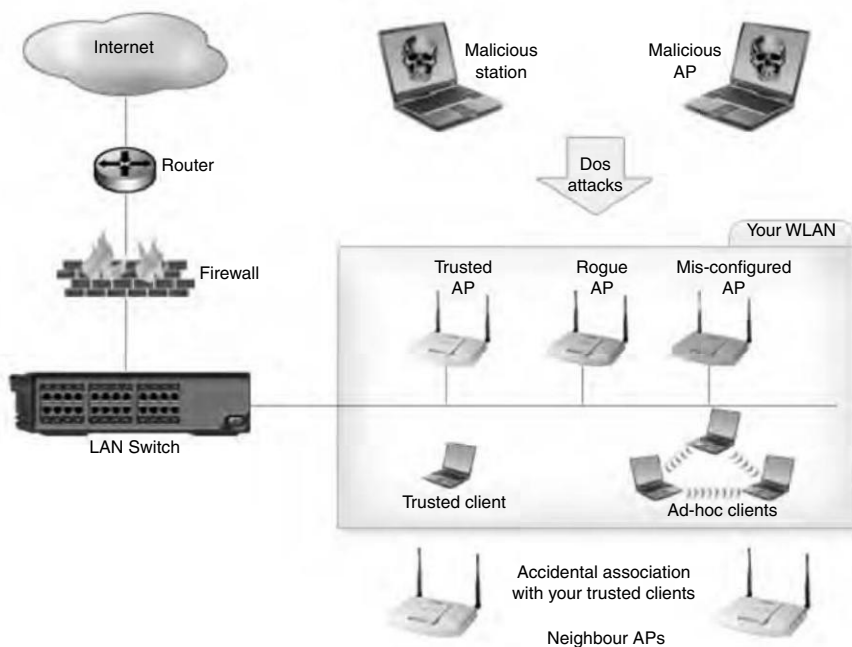 Internet
Malicious
station
Malicious
AP
Router
Dos
attacks
Your WLAN
Firewall
Trusted
AP
Rogue
AP
Mis-configured
AP
LAN Switch
Trusted client
Ad-hoc clients
Accidental association
with your trusted clients
Neighbour APs